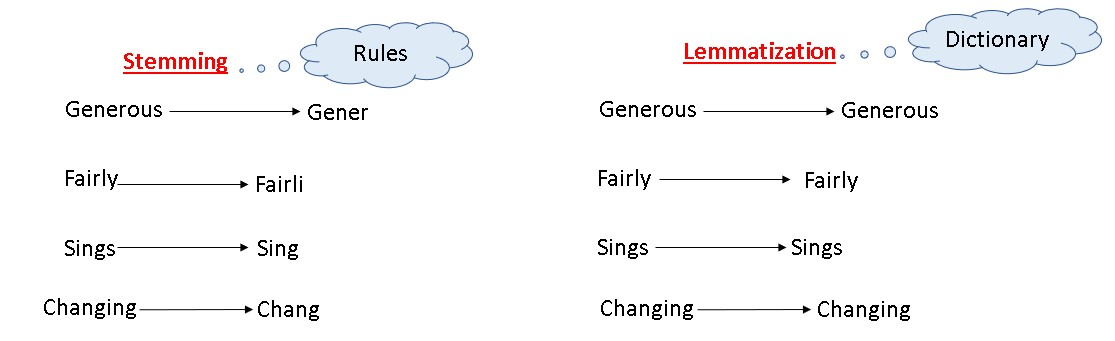 Stemming
Rules
Generous Gener
Fairly Fairli
Sings Sing
Changing Chang
Lemmatization
Dictionary
Generous Generous
Fairly Fairly
Sings Sings
Changing Changing